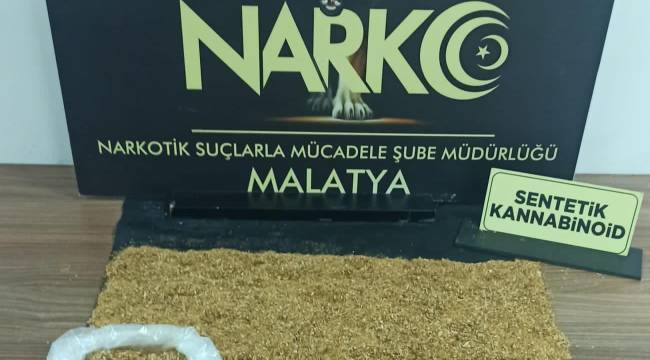 NARKO
NARKOTİK SUÇLARLA MÜCADELE ŞUBE MÜDÜRLÜĞÜ
MALATYA
SENTETİK
KANNABİNOİD